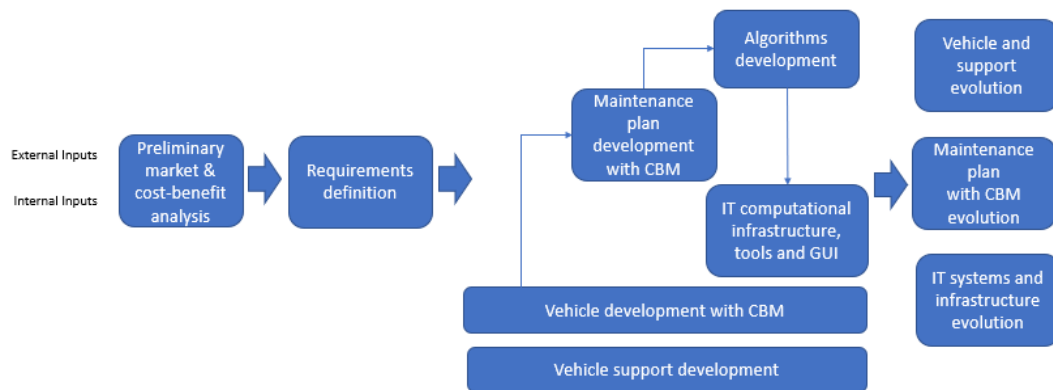 External Inputs
Internal Inputs
Preliminary
market &
cost-benefit
analysis
Requirements
definition
Maintenance
plan
development
with CBM
Algorithms
development
IT computational
infrastructure,
tools and GUI
Vehicle development with CBM
Vehicle support development
Vehicle and
support
evolution
Maintenance
plan
with CBM
evolution
IT systems and
infrastructure
evolution